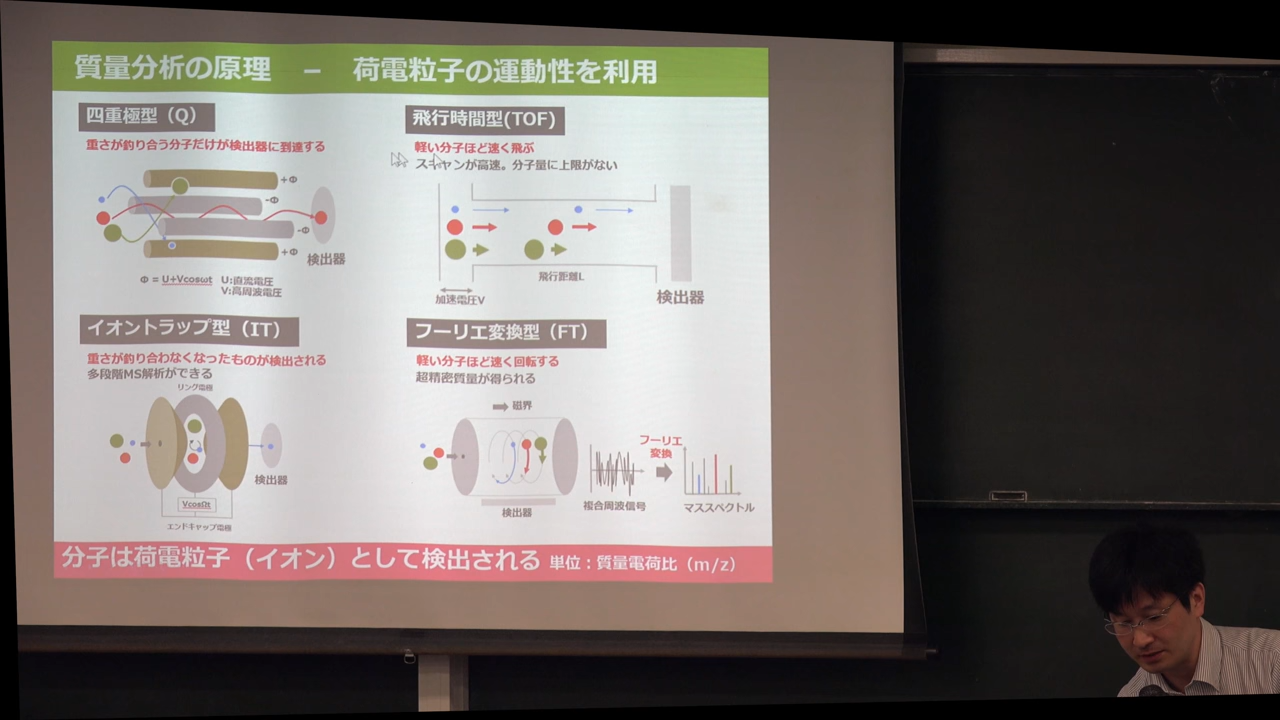 質量分析の原理 － 荷電粒子の運動性を利用
四重極型（Q）
重さが釣り合う分子だけが検出器に到達する
+Φ
-Φ
-Φ
+Φ
検出器
Φ = U+Vcosωt U:直流電圧
V:高周波電圧
飛行時間型(TOF)
軽い分子ほど速く飛ぶ
スキャンが高速。分子量に上限がない
飛行距離L
加速電圧V
検出器
イオントラップ型（IT）
重さが釣り合わなくなったものが検出される
多段階MS解析ができる
リング電極
検出器
VcosΩt
エンドキャップ電極
フーリエ変換型（FT）
軽い分子ほど速く回転する
超精密質量が得られる
磁界
検出器
複合周波信号
フーリエ
変換
マススペクトル
分子は荷電粒子（イオン）として検出される 単位：質量電荷比（m/z）